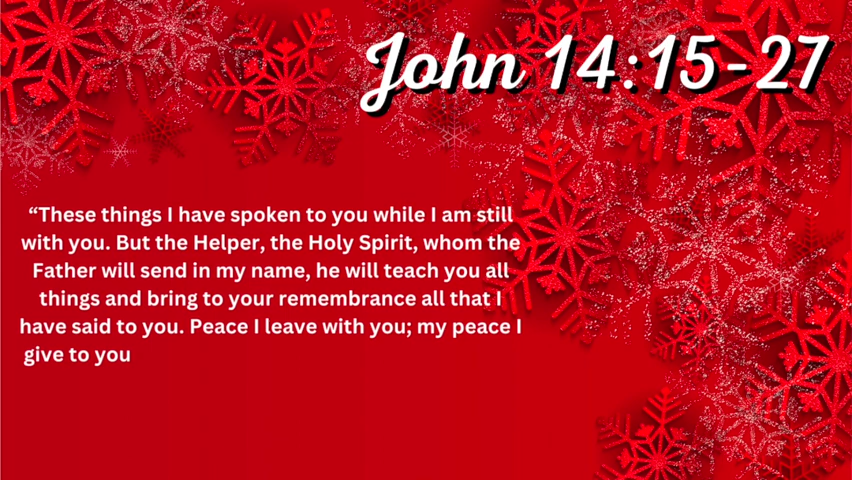 John 14:15-27
“These things I have spoken to you while I am still
with you. But the Helper, the Holy Spirit, whom the
Father will send in my name, he will teach you all
things and bring to your remembrance all that I
have said to you. Peace I leave with you; my peace I
give to you